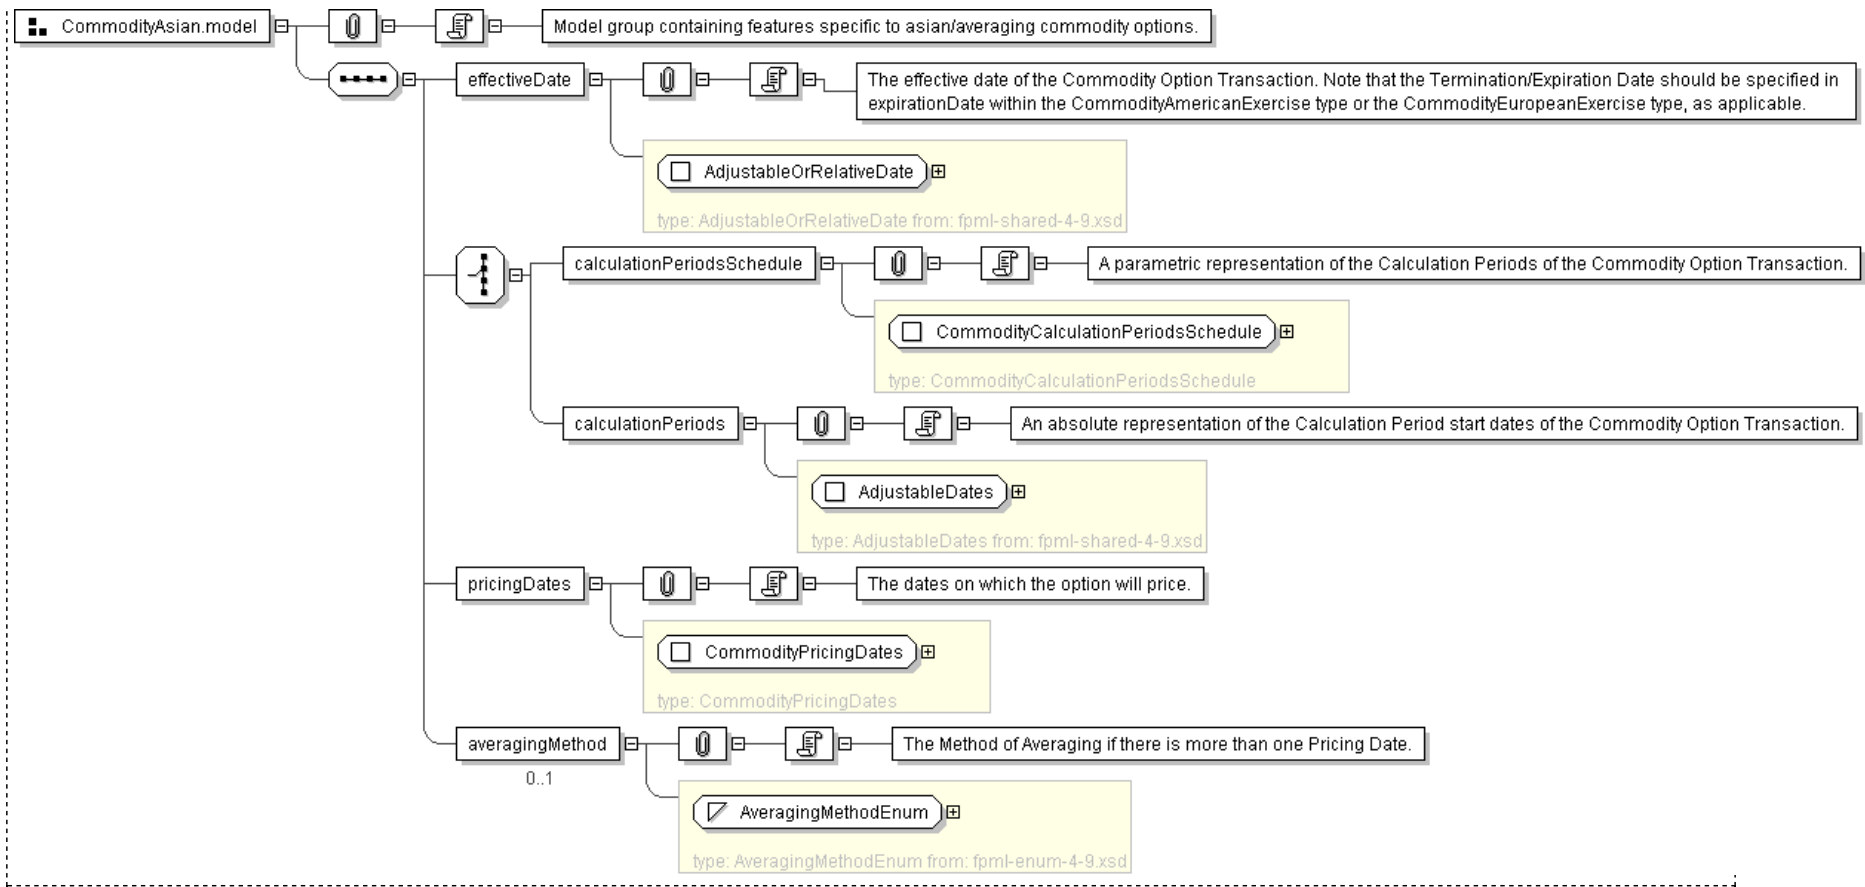 CommodityAsian.model
Model group containing features specific to asian/averaging commodity options.
effectiveDate
The effective date of the Commodity Option Transaction. Note that the Termination/Expiration Date should be specified in
expirationDate within the CommodityAmericanExercise type or the CommodityEuropeanExercise type, as applicable.
AdjustableOrRelativeDate
type: AdjustableOrRelativeDate from: fpml-shared-4-9.xsd
calculationPeriodsSchedule
A parametric representation of the Calculation Periods of the Commodity Option Transaction.
CommodityCalculationPeriodsSchedule
type: CommodityCalculationPeriodsSchedule
calculationPeriods
An absolute representation of the Calculation Period start dates of the Commodity Option Transaction.
AdjustableDates
type: AdjustableDates from: fpml-shared-4-9.xsd
pricingDates
The dates on which the option will price.
CommodityPricingDates
type: CommodityPricingDates
averagingMethod
The Method of Averaging if there is more than one Pricing Date.
0..1
AveragingMethodEnum
type: AveragingMethodEnum from: fpml-enum-4-9.xsd